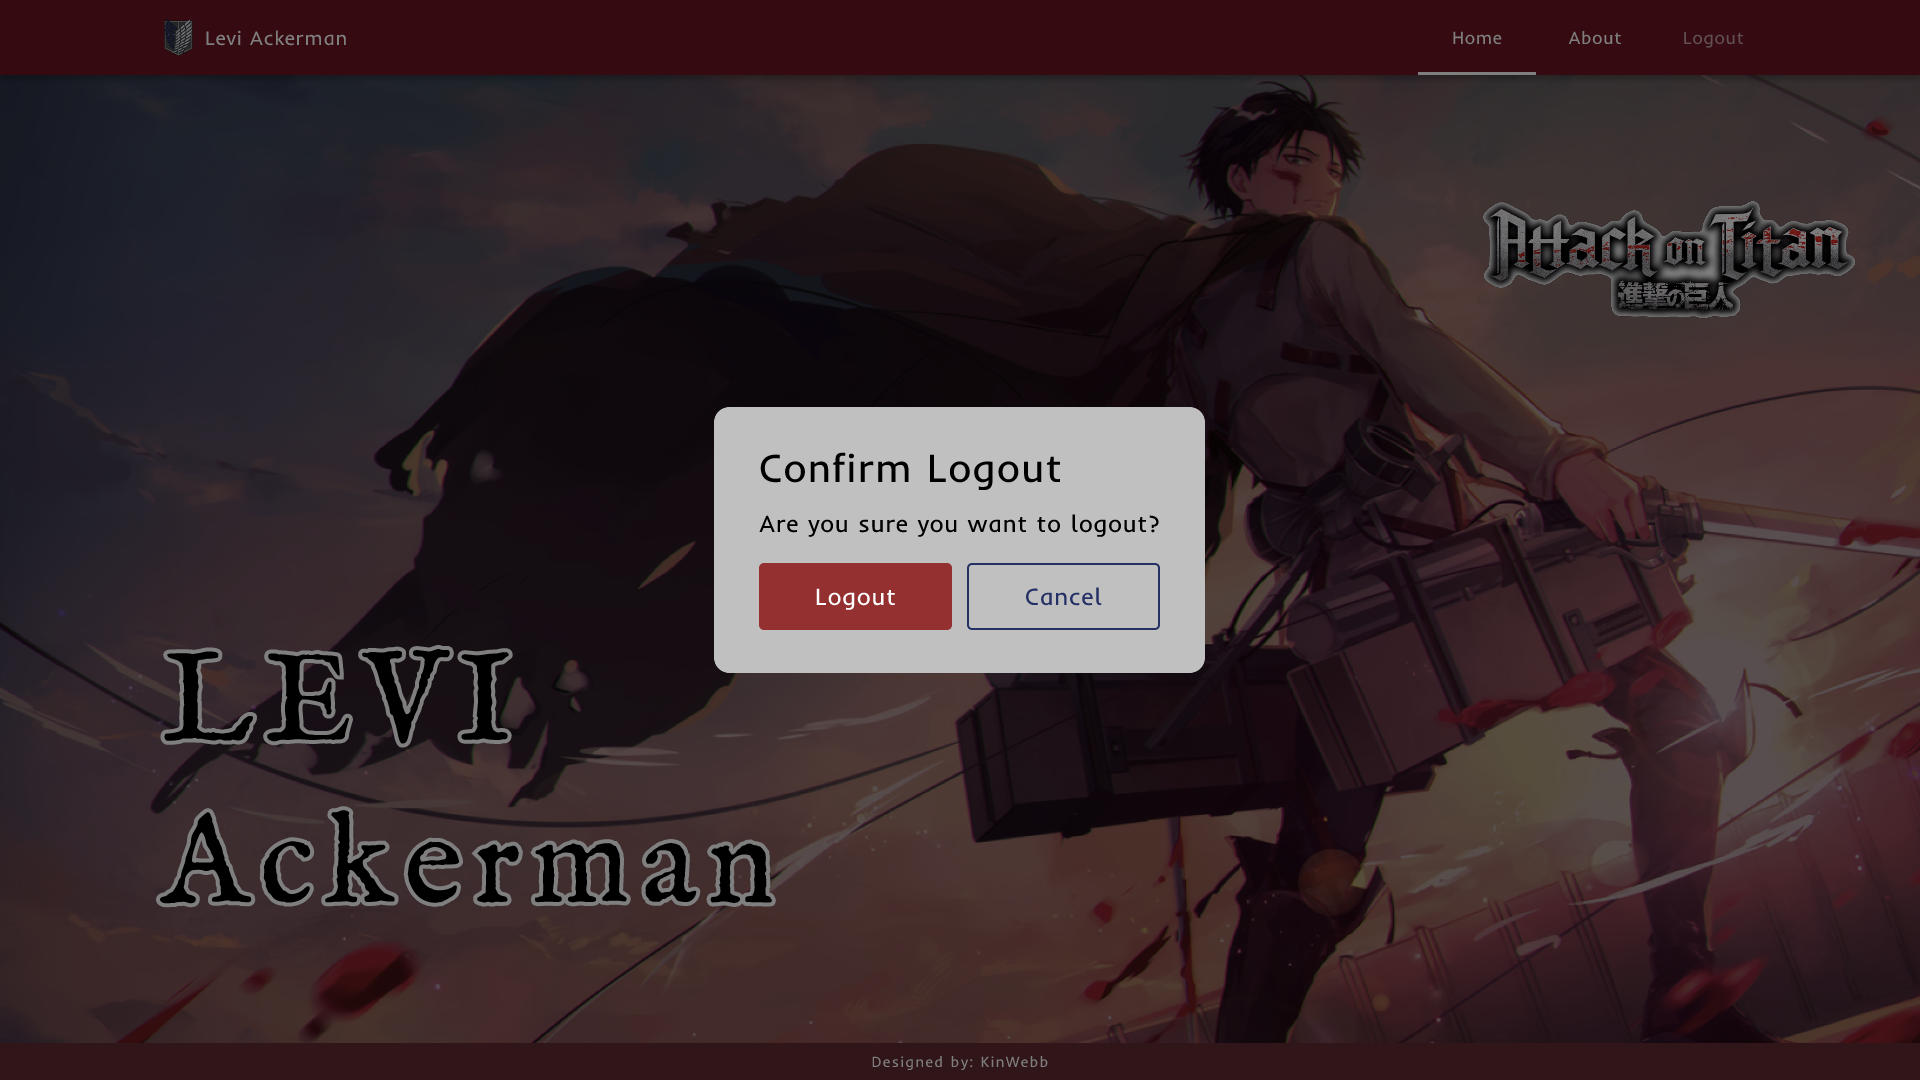 Levi Ackerman
Home
About
Logout
Attack on Titan
進撃の巨人
Confirm Logout
Are you sure you want to logout?
Logout
Cancel
LEVI
Ackerman
Designed by: KinWebb